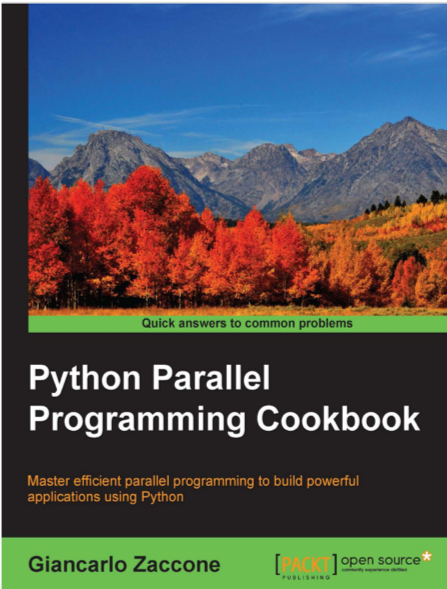 Quick answers to common problems
Python Parallel
Programming Cookbook
Master efficient parallel programming to build powerful
applications using Python
Giancarlo Zaccone
[PACKT] open source*
PUBLISHING
community experience distilled